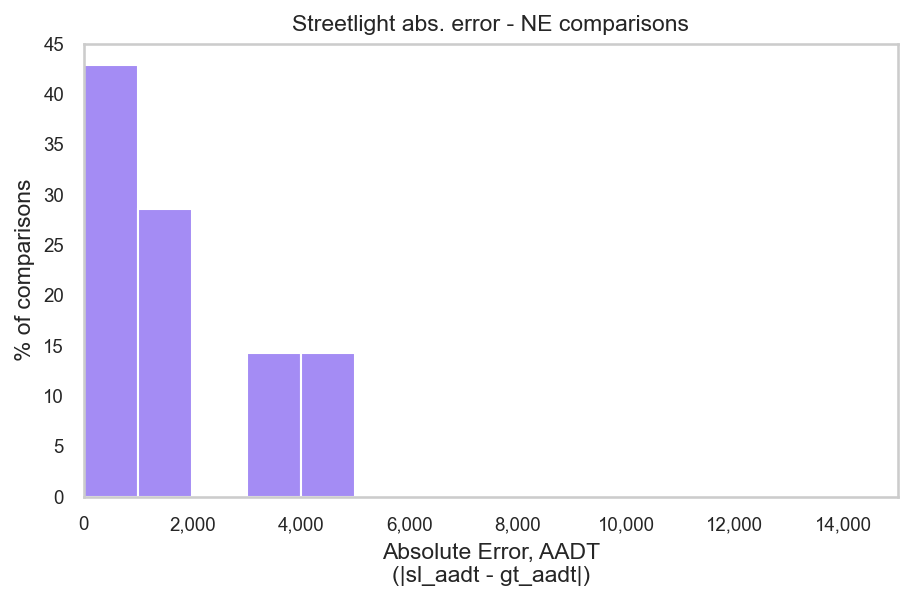 Streetlight abs. error - NE comparisons
45
40
35
30
25
20
15
10
5
0
% of comparisons
0 2,000 4,000 6,000 8,000 10,000 12,000 14,000
Absolute Error, AADT
(|sl_aadt - gt_aadt|)